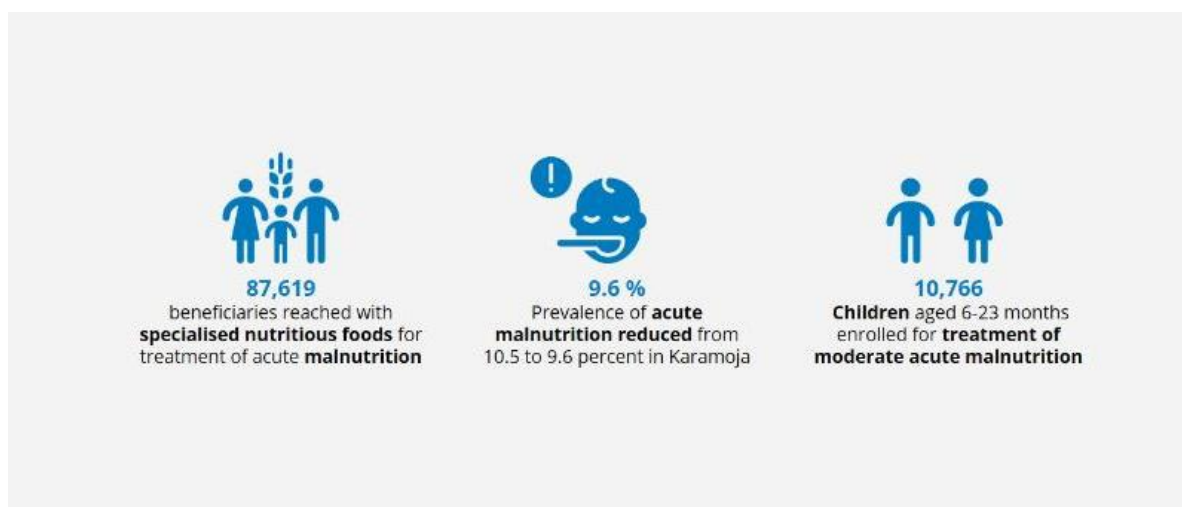 87,619
beneficiaries reached with
specialised nutritious foods for
treatment of acute malnutrition
9.6 %
Prevalence of acute
malnutrition reduced from
10.5 to 9.6 percent in Karamoja
10,766
Children aged 6-23 months
enrolled for treatment of
moderate acute malnutrition